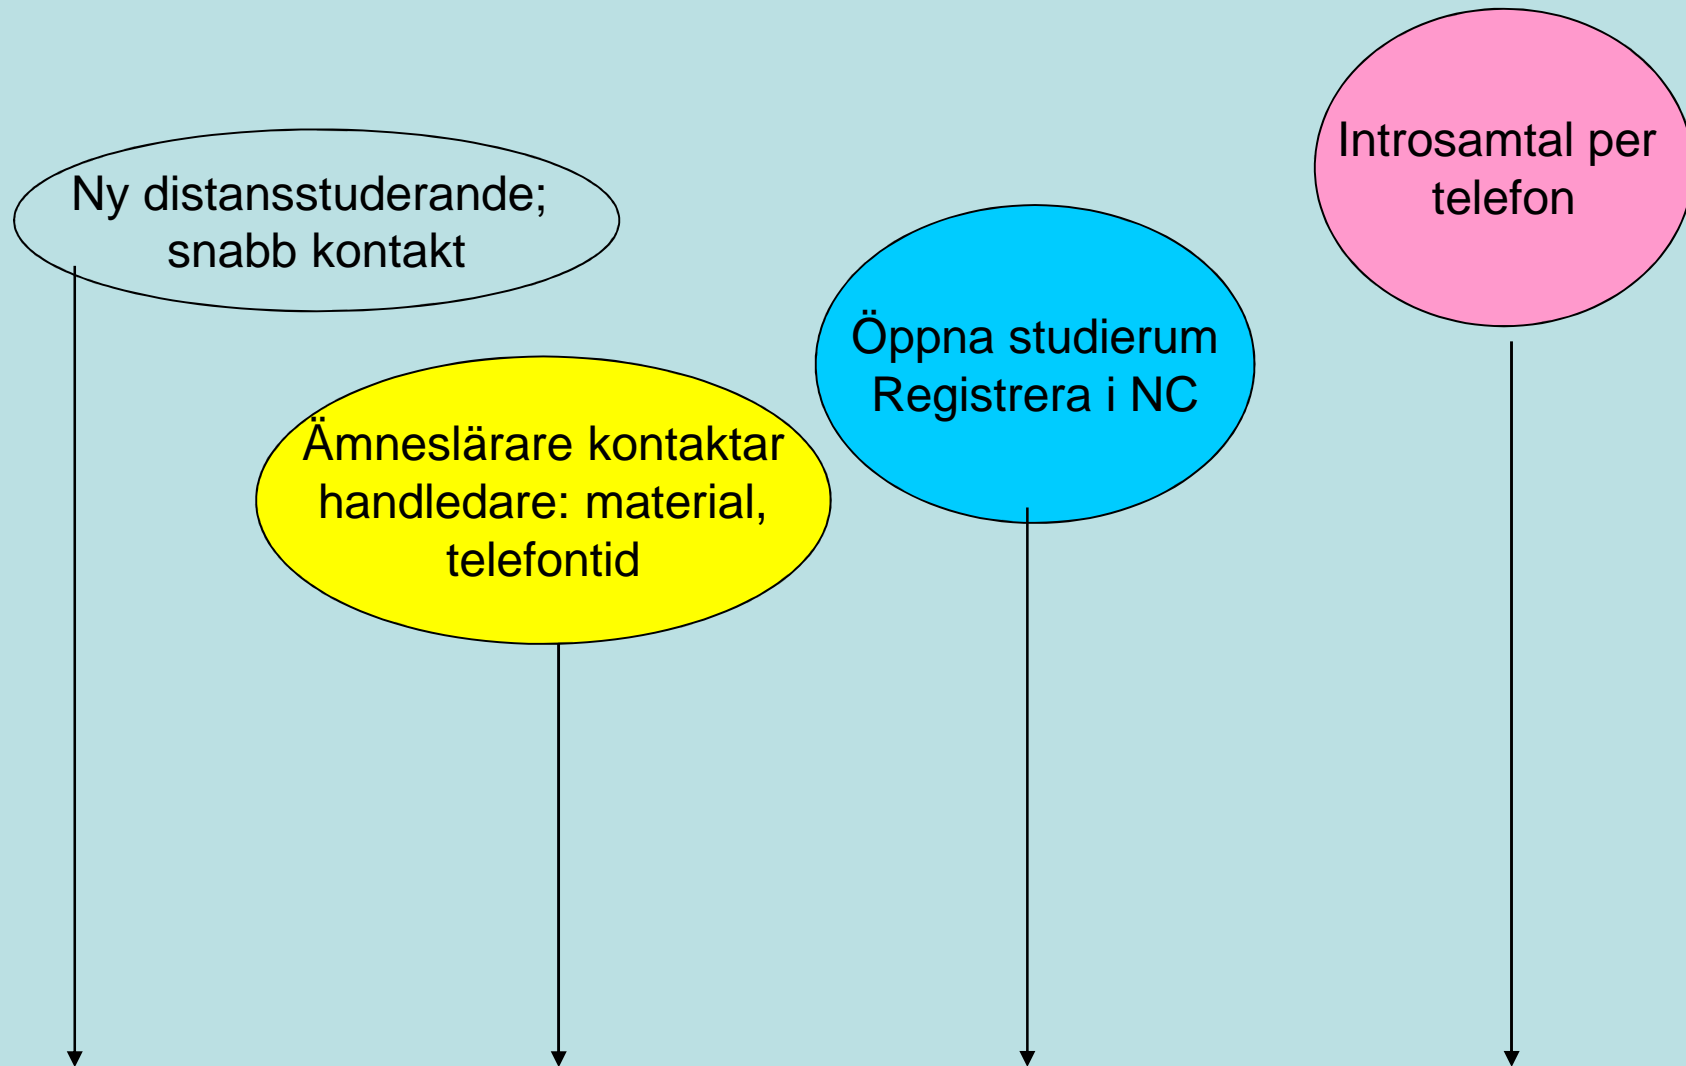 Ny distansstuderande;
snabb kontakt
Ämneslärare kontaktar
handledare: material,
telefontid
Öppna studierum
Registrera i NC
Introsamtal per
telefon